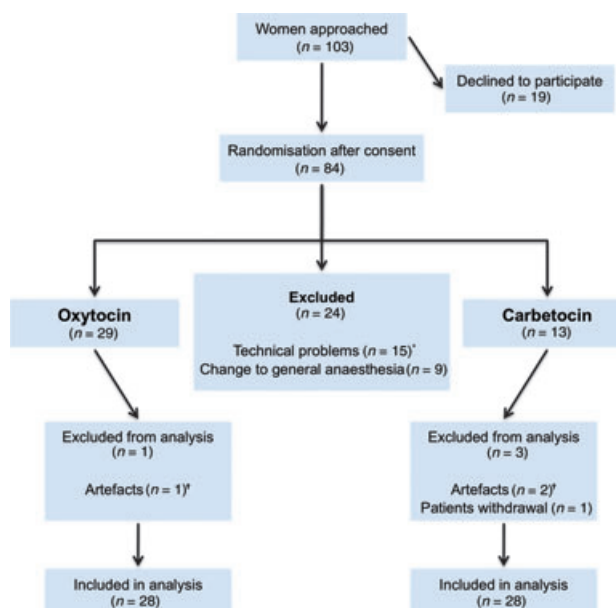 Women approached
(n = 103)
Declined to participate
(n = 19)
Randomisation after consent
(n = 84)
Oxytocin
(n = 29)
Excluded
(n = 24)
Technical problems (n = 15)*
Change to general anaesthesia (n = 9)
Carbetocin
(n = 13)
Excluded from analysis
(n = 1)
Artefacts (n = 1)†
Excluded from analysis
(n = 3)
Artefacts (n = 2)†
Patients withdrawal (n = 1)
Included in analysis
(n = 28)
Included in analysis
(n = 28)